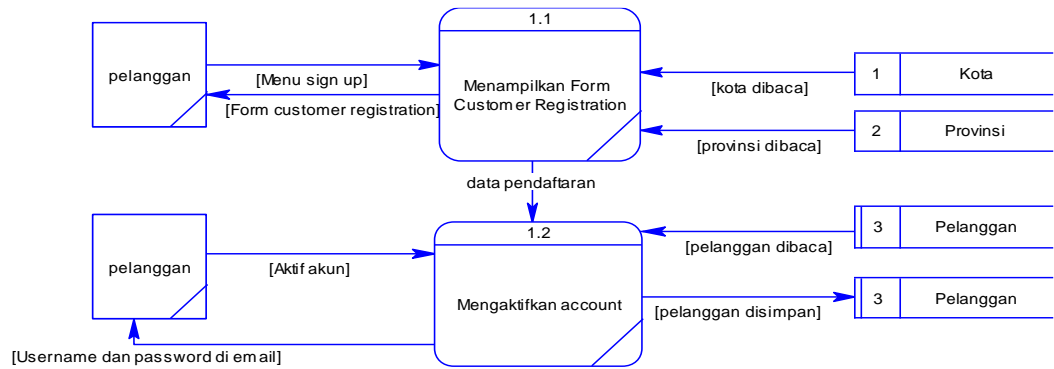 1.1
pelanggan
[Menu sign up]
[Form customer registration]
Menampilkan Form
Customer Registration
[kota dibaca]
1 Kota
[provinsi dibaca]
2 Provinsi
data pendaftaran
1.2
pelanggan
[Aktif akun]
Mengaktifkan account
[pelanggan dibaca]
3 Pelanggan
[pelanggan disimpan]
3 Pelanggan
[Username dan password di email]